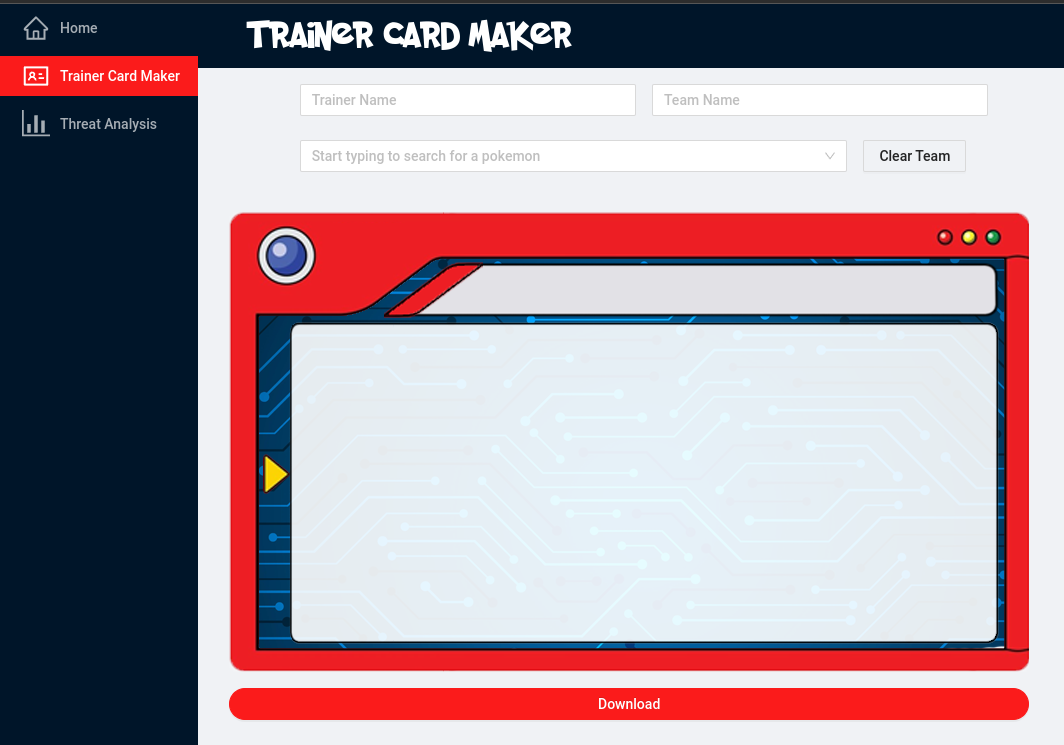 Home
TRAINER CARD MAKER
Trainer Card Maker
Threat Analysis
Trainer Name
Team Name
Start typing to search for a pokemon
Clear Team
Download